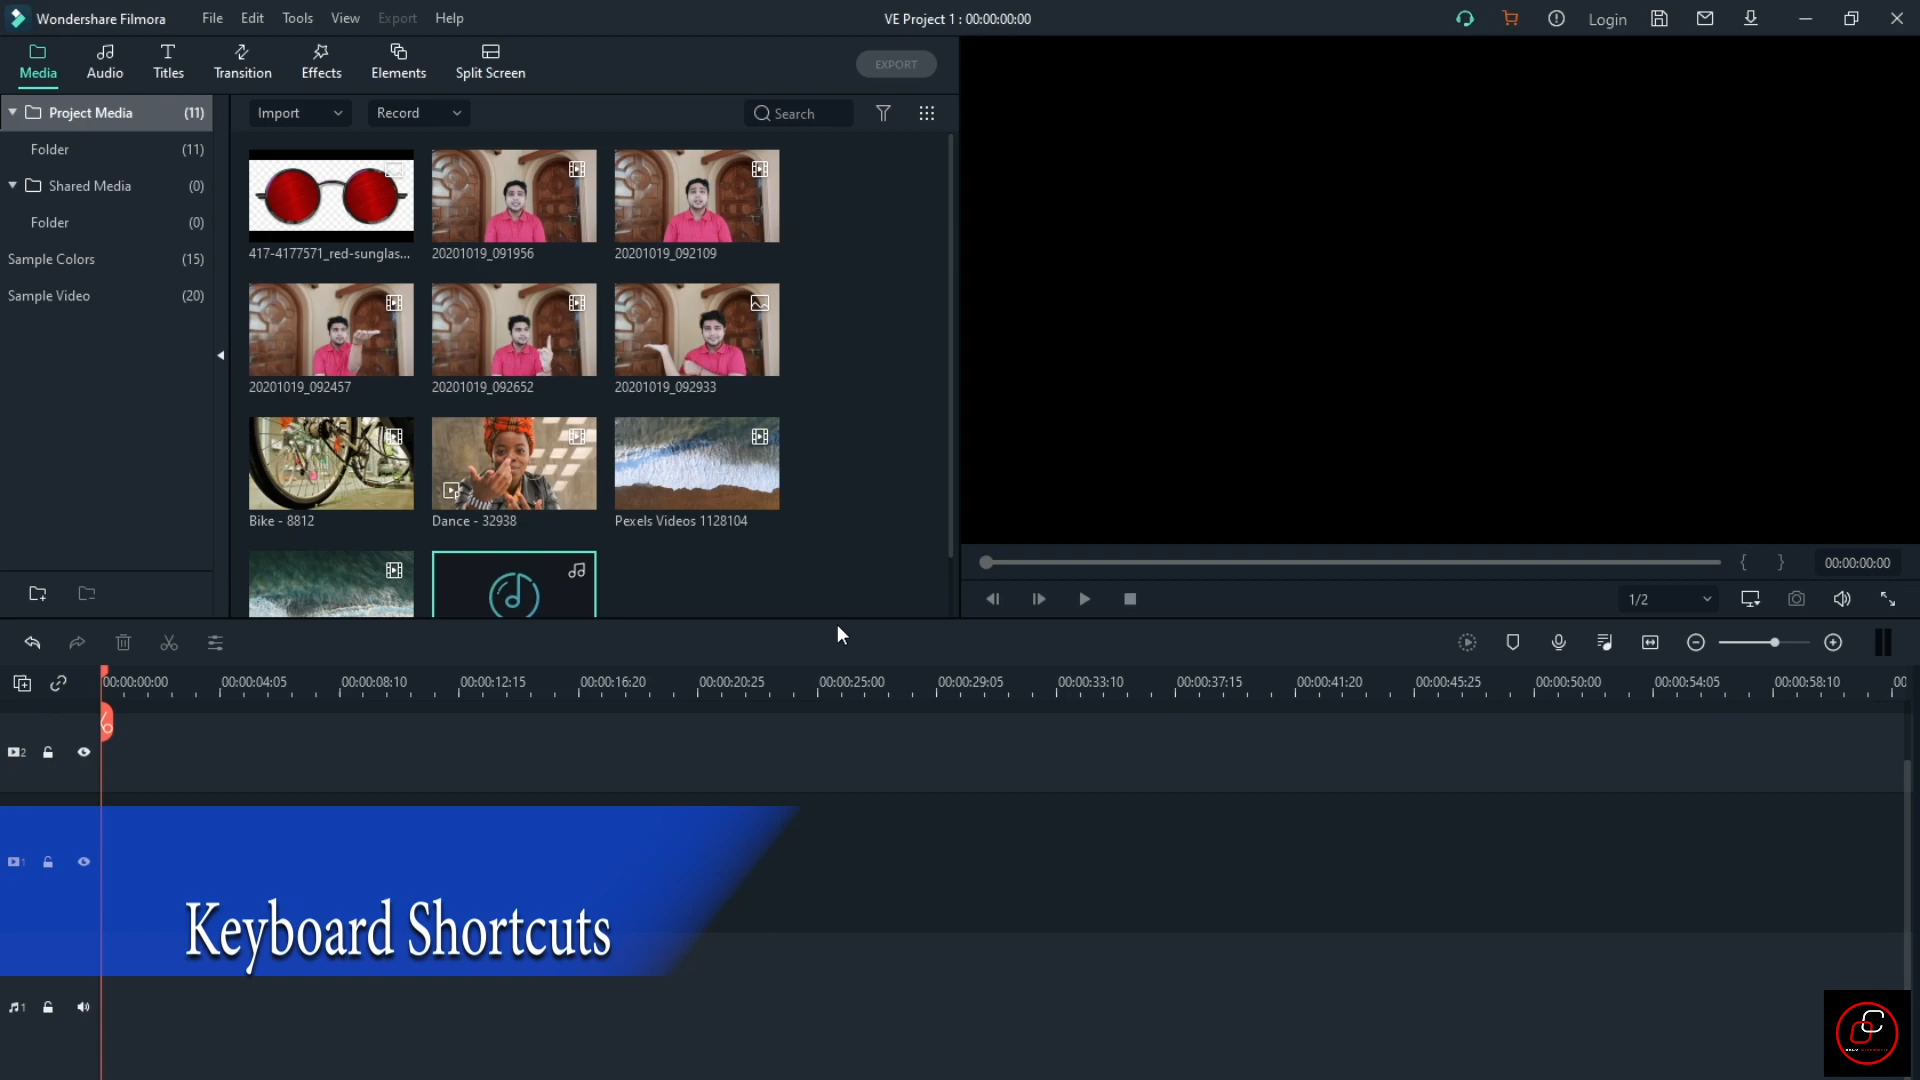 Wondershare Filmora
File Edit Tools View Export Help
VE Project 1 : 00:00:00:00
Login
Media Audio Titles Transition Effects Elements Split Screen
EXPORT
Project Media (11)
Folder (11)
Shared Media (0)
Folder (0)
Sample Colors (15)
Sample Video (20)
Import Record Search
417-4177571_red-sunglas... 20201019_091956 20201019_092109
20201019_092457 20201019_092652 20201019_092933
Bike - 8812 Dance - 32938 Pexels Videos 1128104
{ } 00:00:00:00
1/2
00:00:00:00 00:00:04:05 00:00:08:10 00:00:12:15 00:00:16:20 00:00:20:25 00:00:25:00 00:00:29:05 00:00:33:10 00:00:37:15 00:00:41:20 00:00:45:25 00:00:50:00 00:00:54:05 00:00:58:10 00
2
1
Keyboard Shortcuts
1